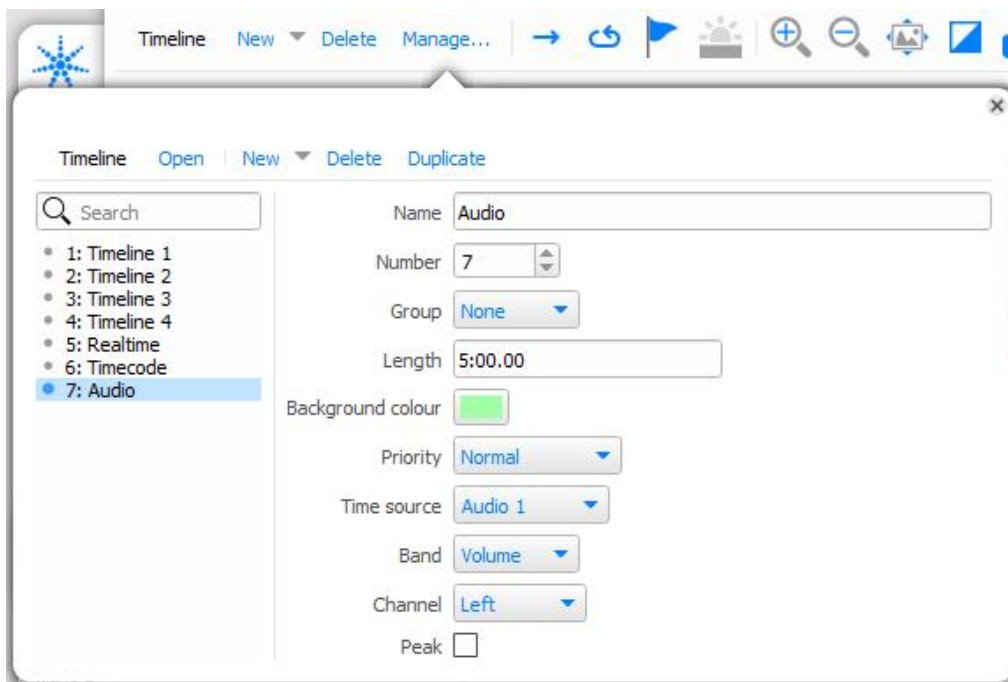 Timeline New Delete Manage...
Timeline Open New Delete Duplicate
Search
1: Timeline 1
2: Timeline 2
3: Timeline 3
4: Timeline 4
5: Realtime
6: Timecode
7: Audio
Name Audio
Number 7
Group None
Length 5:00.00
Background colour
Priority Normal
Time source Audio 1
Band Volume
Channel Left
Peak